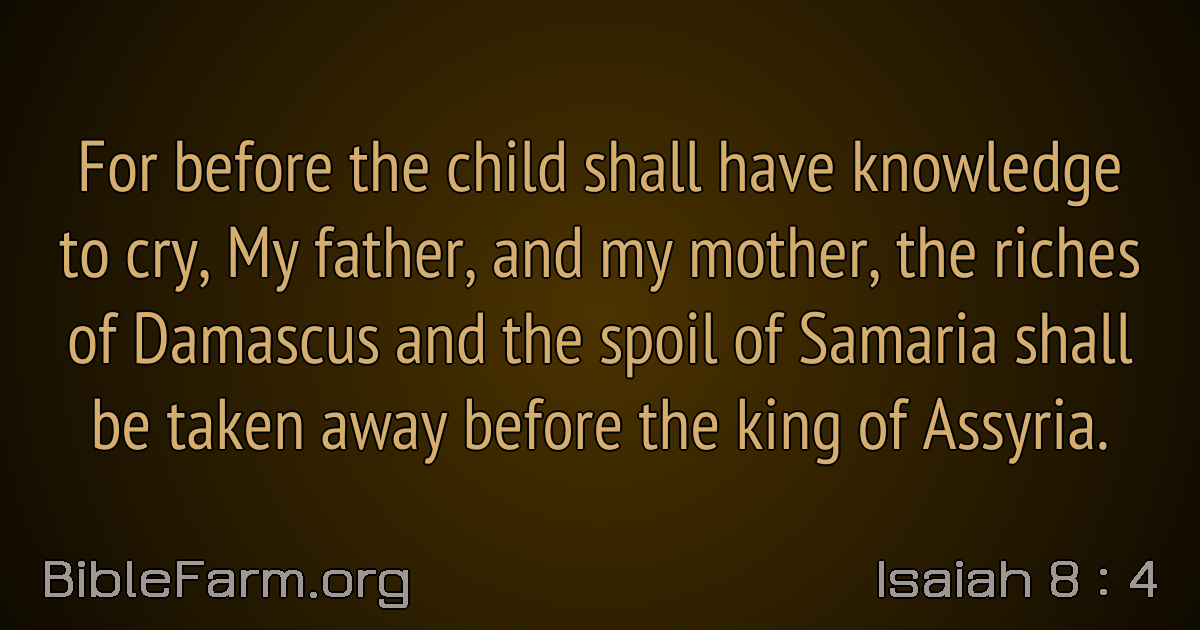 For before the child shall have knowledge
to cry, My father, and my mother, the riches
of Damascus and the spoil of Samaria shall
be taken away before the king of Assyria.
BibleFarm.org
Isaiah 8 : 4